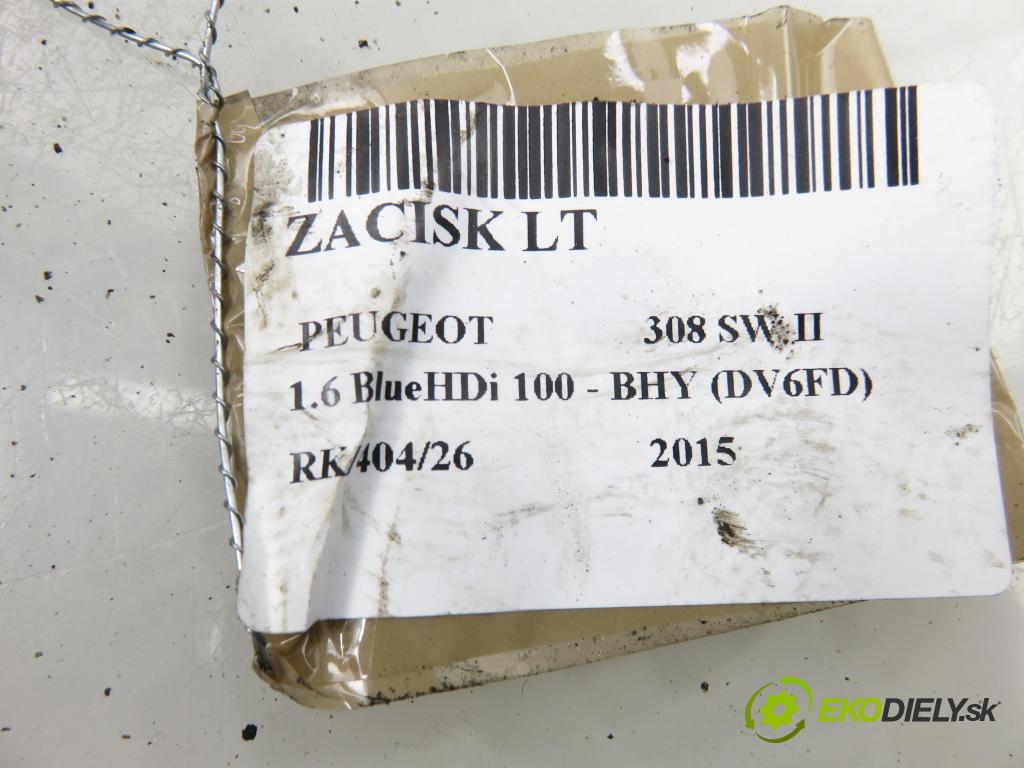 ZACISK LT
PEUGEOT 308 SW II
1.6 BlueHDi 100 - BHY (DV6FD)
RK/404/26 2015
EKODIELY.sk